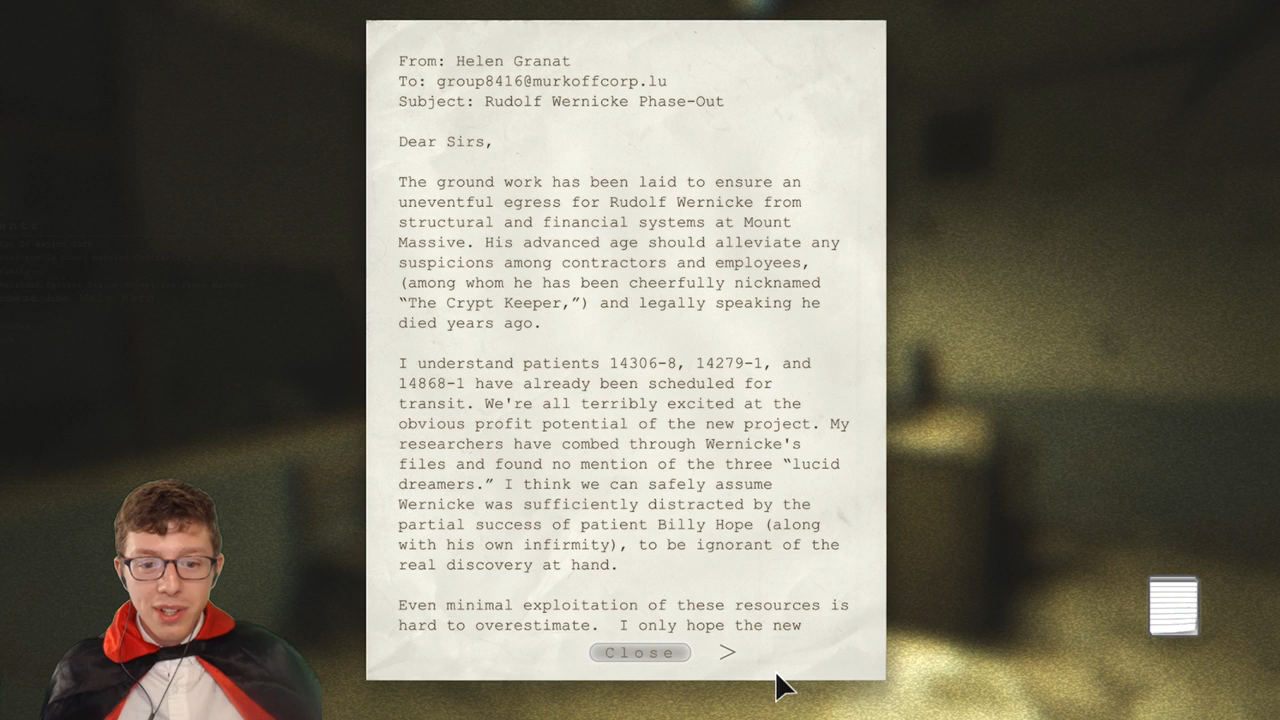 From: Helen Granat
To: group8416@murkoffcorp.lu
Subject: Rudolf Wernicke Phase-Out
Dear Sirs,
The ground work has been laid to ensure an
uneventful egress for Rudolf Wernicke from
structural and financial systems at Mount
Massive. His advanced age should alleviate any
suspicions among contractors and employees,
(among whom he has been cheerfully nicknamed
“The Crypt Keeper,”) and legally speaking he
died years ago.
I understand patients 14306-8, 14279-1, and
14868-1 have already been scheduled for
transit. We're all terribly excited at the
obvious profit potential of the new project. My
researchers have combed through Wernicke's
files and found no mention of the three “lucid
dreamers.” I think we can safely assume
Wernicke was sufficiently distracted by the
partial success of patient Billy Hope (along
with his own infirmity), to be ignorant of the
real discovery at hand.
Even minimal exploitation of these resources is
hard to overestimate.  I only hope the new
Close >